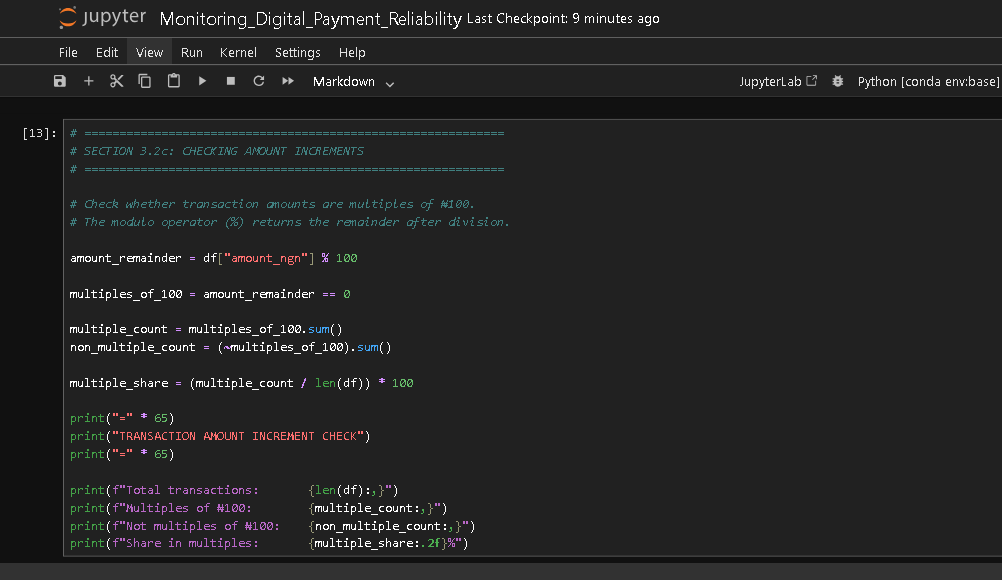 jupyter Monitoring_Digital_Payment_Reliability Last Checkpoint: 9 minutes ago
File Edit View Run Kernel Settings Help
Markdown JupyterLab Python [conda env:base]
[13]: # ============================================================
# SECTION 3.2c: CHECKING AMOUNT INCREMENTS
# ============================================================
# Check whether transaction amounts are multiples of ₦100.
# The modulo operator (%) returns the remainder after division.
amount_remainder = df["amount_ngn"] % 100
multiples_of_100 = amount_remainder == 0
multiple_count = multiples_of_100.sum()
non_multiple_count = (~multiples_of_100).sum()
multiple_share = (multiple_count / len(df)) * 100
print("=" * 65)
print("TRANSACTION AMOUNT INCREMENT CHECK")
print("=" * 65)
print(f"Total transactions:       {len(df):,}")
print(f"Multiples of ₦100:        {multiple_count:,}")
print(f"Not multiples of ₦100:    {non_multiple_count:,}")
print(f"Share in multiples:       {multiple_share:.2f}%")